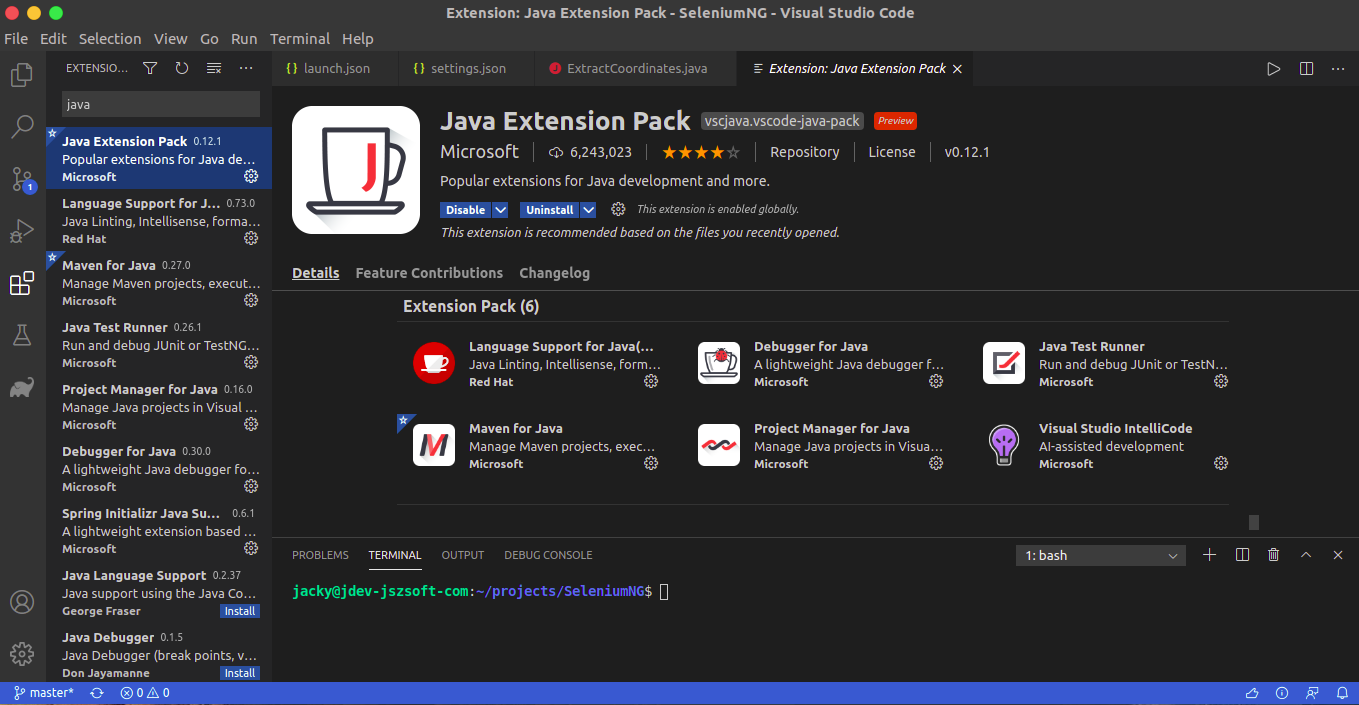 Extension: Java Extension Pack - SeleniumNG - Visual Studio Code
File Edit Selection View Go Run Terminal Help
EXTENSIO...
java
Java Extension Pack 0.12.1
Popular extensions for Java de...
Microsoft
Language Support for J... 0.73.0
Java Linting, Intellisense, forma...
Red Hat
Maven for Java 0.27.0
Manage Maven projects, execut...
Microsoft
Java Test Runner 0.26.1
Run and debug JUnit or TestNG...
Microsoft
Project Manager for Java 0.16.0
Manage Java projects in Visual ...
Microsoft
Debugger for Java 0.30.0
A lightweight Java debugger fo...
Microsoft
Spring Initializr Java Su... 0.6.1
A lightweight extension based ...
Microsoft
Java Language Support 0.2.37
Java support using the Java Co...
George Fraser Install
Java Debugger 0.1.5
Java Debugger (break points, v...
Don Jayamanne Install
1
{} launch.json {} settings.json J ExtractCoordinates.java Extension: Java Extension Pack
J
Java Extension Pack vscjava.vscode-java-pack Preview
Microsoft 6,243,023 Repository License v0.12.1
Popular extensions for Java development and more.
Disable Uninstall This extension is enabled globally.
This extension is recommended based on the files you recently opened.
Details Feature Contributions Changelog
Extension Pack (6)
Language Support for Java(...
Java Linting, Intellisense, form...
Red Hat
Debugger for Java
A lightweight Java debugger f...
Microsoft
Java Test Runner
Run and debug JUnit or TestN...
Microsoft
M
Maven for Java
Manage Maven projects, exec...
Microsoft
Project Manager for Java
Manage Java projects in Visua...
Microsoft
Visual Studio IntelliCode
AI-assisted development
Microsoft
PROBLEMS TERMINAL OUTPUT DEBUG CONSOLE 1: bash
jacky@jdev-jszsoft-com:~/projects/SeleniumNG$
master* 0 0